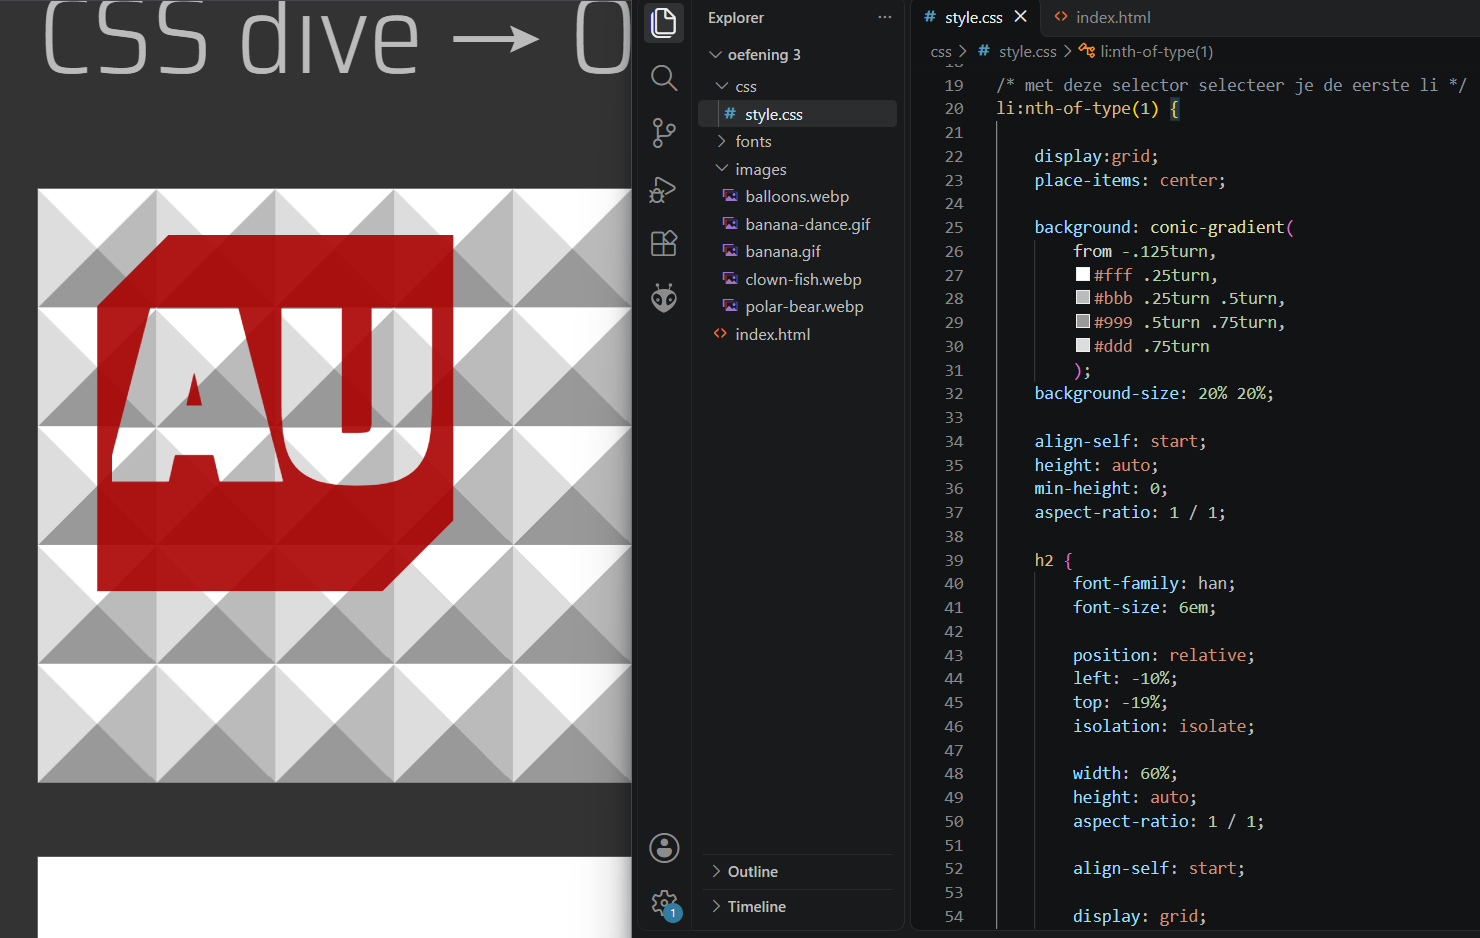 CSS dive → O
AU
Explorer
···
oefening 3
css
style.css
fonts
images
balloons.webp
banana-dance.gif
banana.gif
clown-fish.webp
polar-bear.webp
index.html
Outline
Timeline
1
style.css
index.html
css > # style.css > li:nth-of-type(1)
19 /* met deze selector selecteer je de eerste li */
20 li:nth-of-type(1) {
21
22 display:grid;
23 place-items: center;
24
25 background: conic-gradient(
26 from -.125turn,
27 #fff .25turn,
28 #bbb .25turn .5turn,
29 #999 .5turn .75turn,
30 #ddd .75turn
31 );
32 background-size: 20% 20%;
33
34 align-self: start;
35 height: auto;
36 min-height: 0;
37 aspect-ratio: 1 / 1;
38
39 h2 {
40 font-family: han;
41 font-size: 6em;
42
43 position: relative;
44 left: -10%;
45 top: -19%;
46 isolation: isolate;
47
48 width: 60%;
49 height: auto;
50 aspect-ratio: 1 / 1;
51
52 align-self: start;
53
54 display: grid;